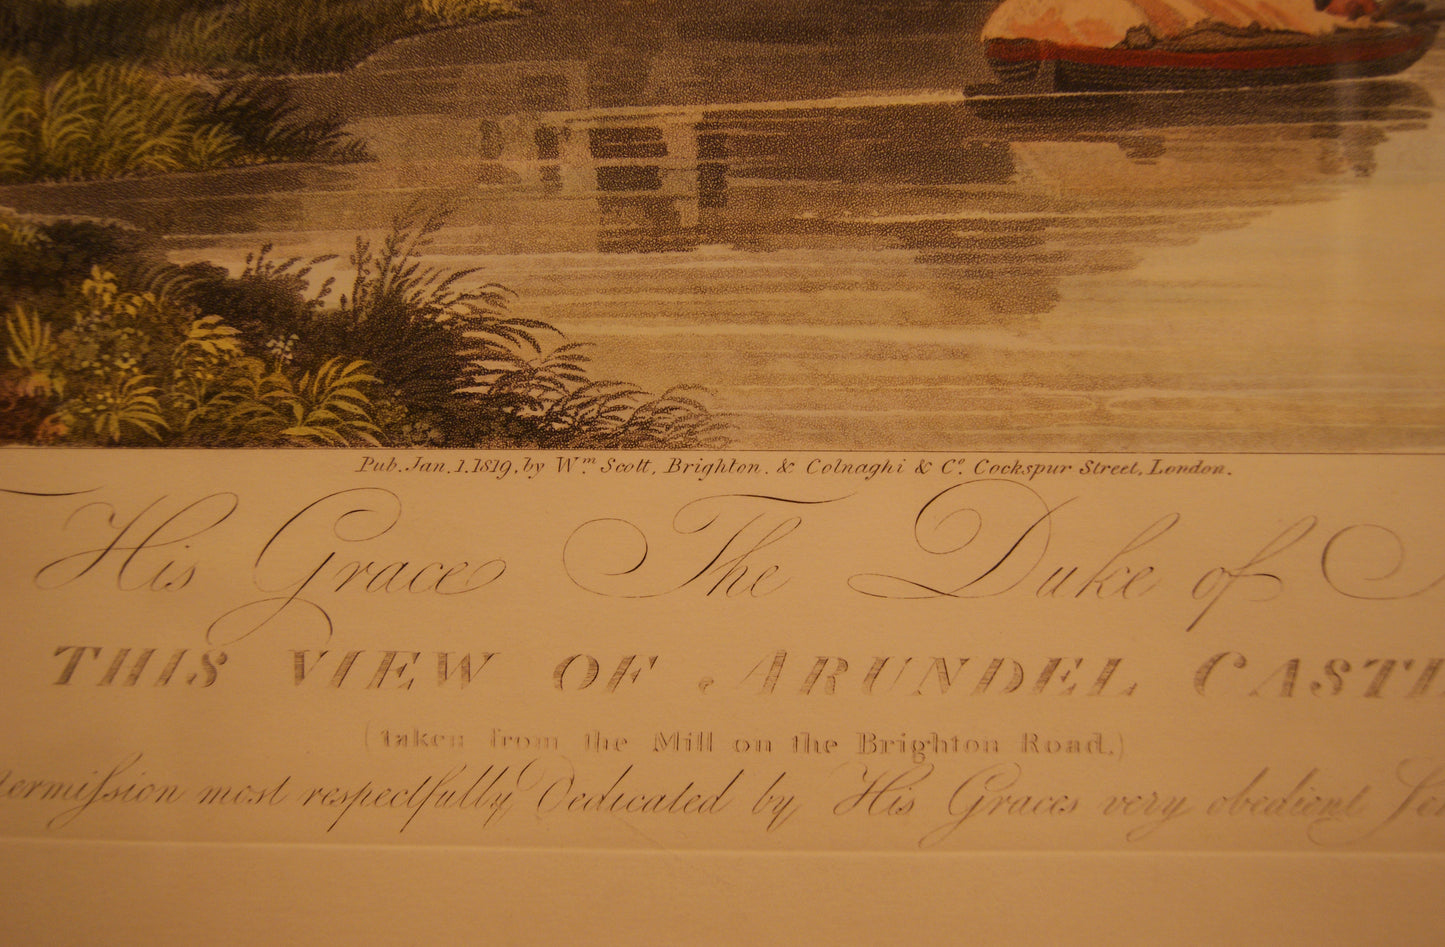 Pub. Jan. 1. 1819. by Wm. Scott, Brighton. & Colnaghi & Co. Cockspur Street, London.
His Grace The Duke of
THIS VIEW OF ARUNDEL
(taken from the Mill on the Brighton Road.)
most respectfully Dedicated by His Graces very obedient